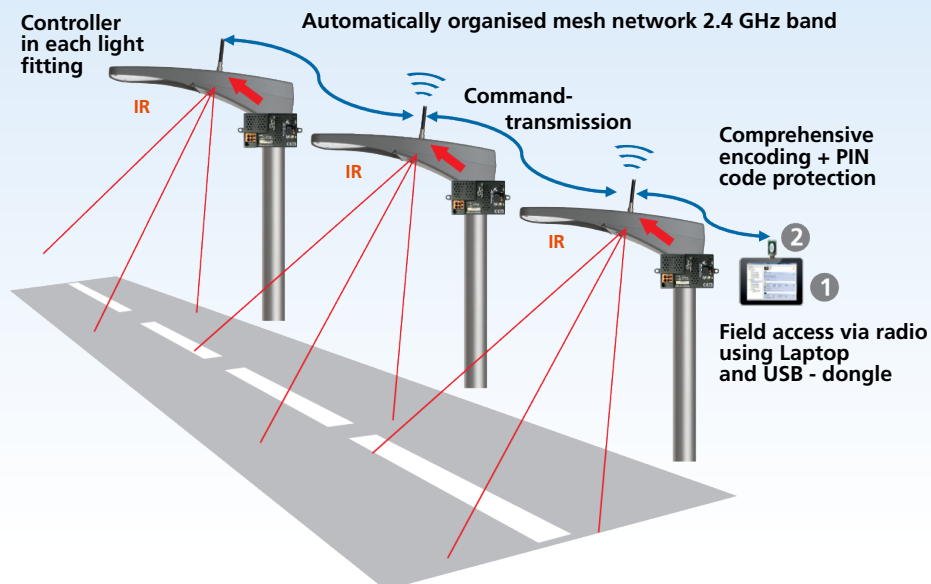 Controller
in each light
fitting
Automatically organised mesh network 2.4 GHz band
IR
Command-
transmission
IR
Comprehensive
encoding + PIN
code protection
IR
2
1
Field access via radio
using Laptop
and USB - dongle